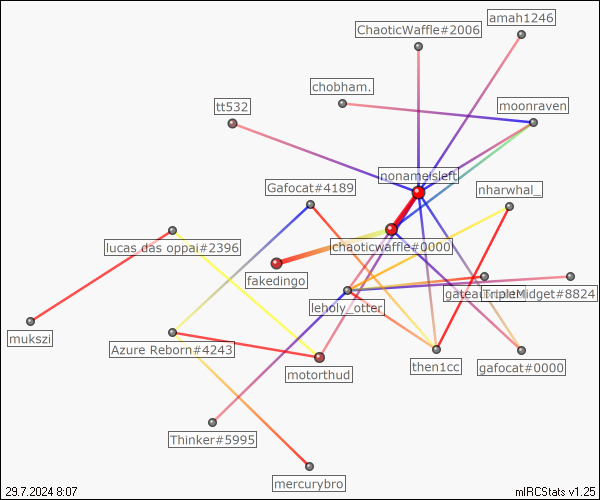 amah1246
ChaoticWaffle#2006
chobham.
tt532
moonraven
nonameisleft
Gafocat#4189
nharwhal_
lucas.das oppai#2396
chaoticwaffle#0000
fakedingo
TripleMidget#8824
leholy_otter
mukszi
Azure Reborn#4243
motorthud
then1cc
gafocat#0000
Thinker#5995
mercurybro
29.7.2024 8:07
mIRCStats v1.25